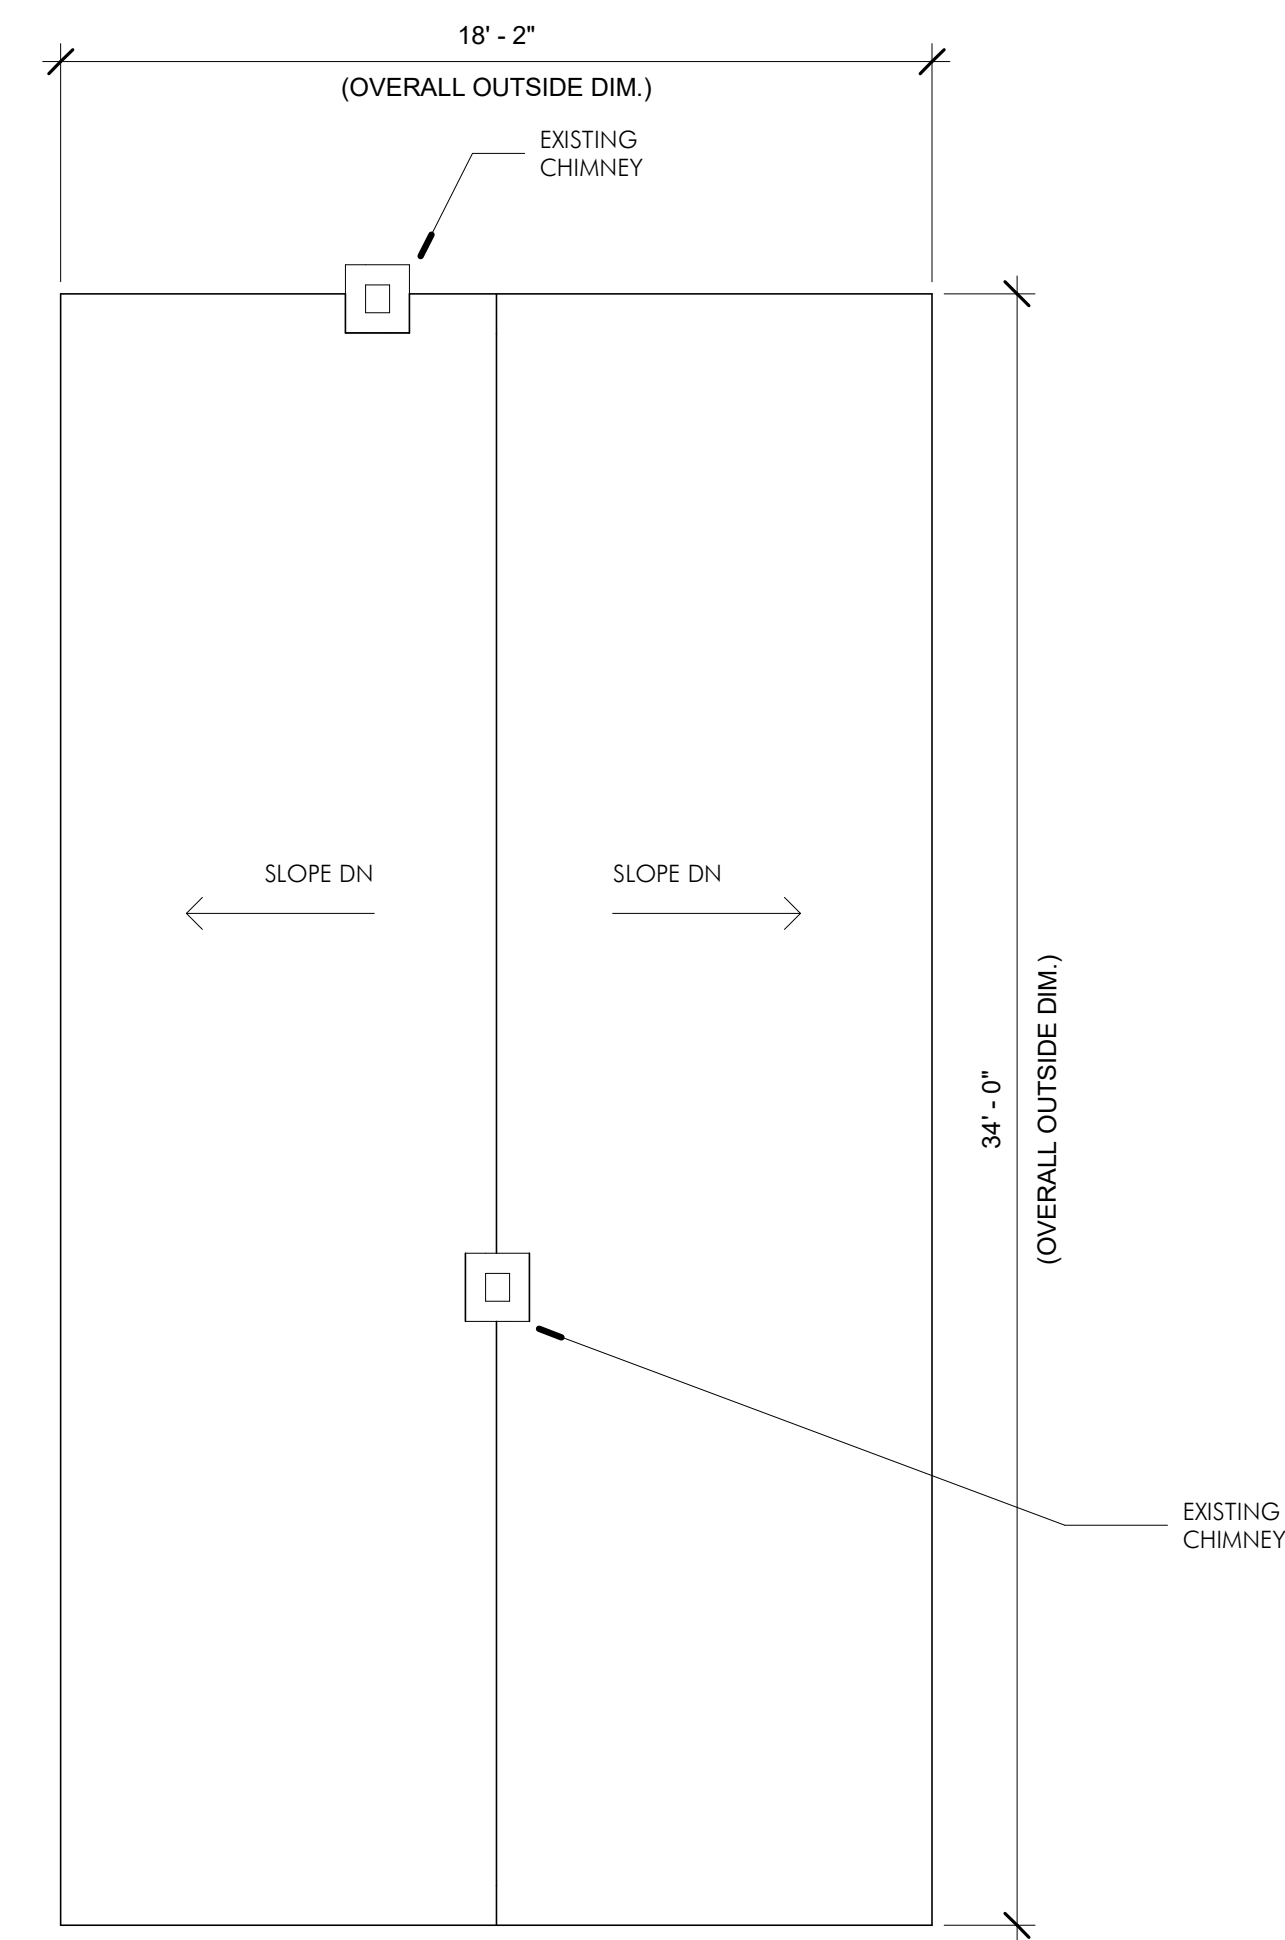 18' - 2"
(OVERALL OUTSIDE DIM.)
EXISTING
CHIMNEY
SLOPE DN
SLOPE DN
34' - 0"
(OVERALL OUTSIDE DIM.)
EXISTING
CHIMNEY